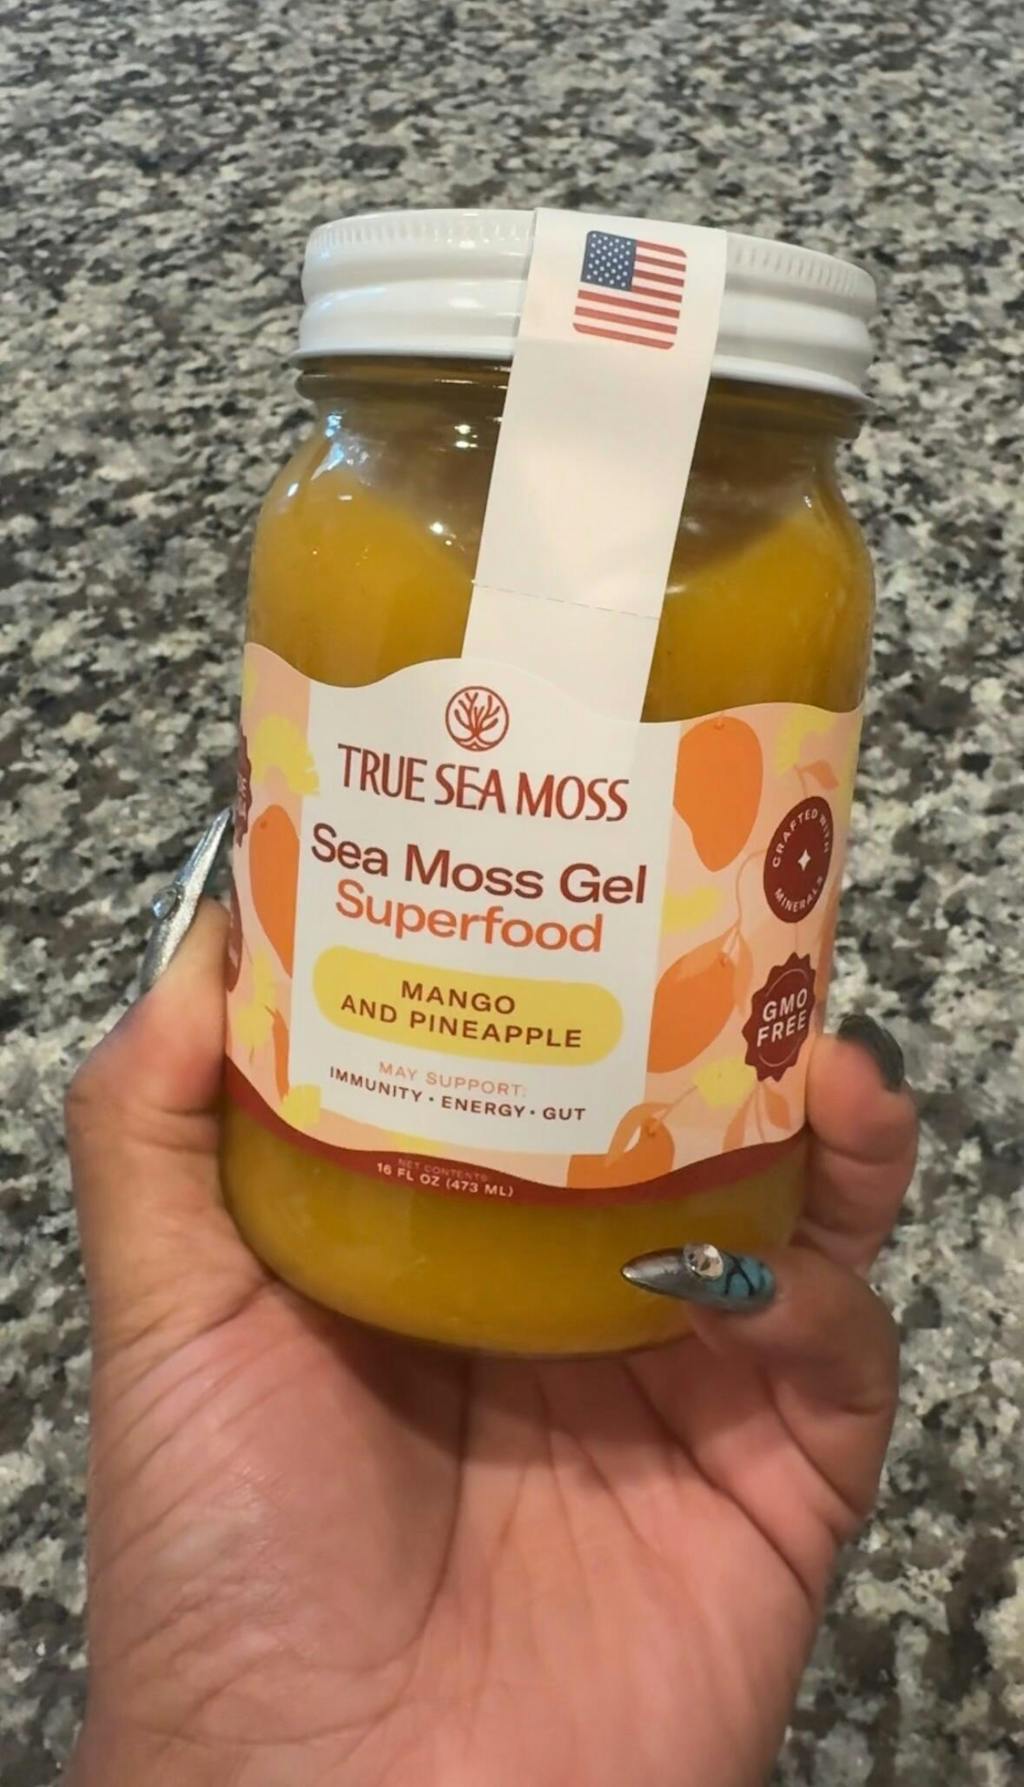 TRUE SEA MOSS
Sea Moss Gel
Superfood
MANGO
AND PINEAPPLE
MAY SUPPORT:
IMMUNITY • ENERGY • GUT
NET CONTENTS
16 FL OZ (473 ML)
CRAFTED WITH
MINERALS
GMO
FREE